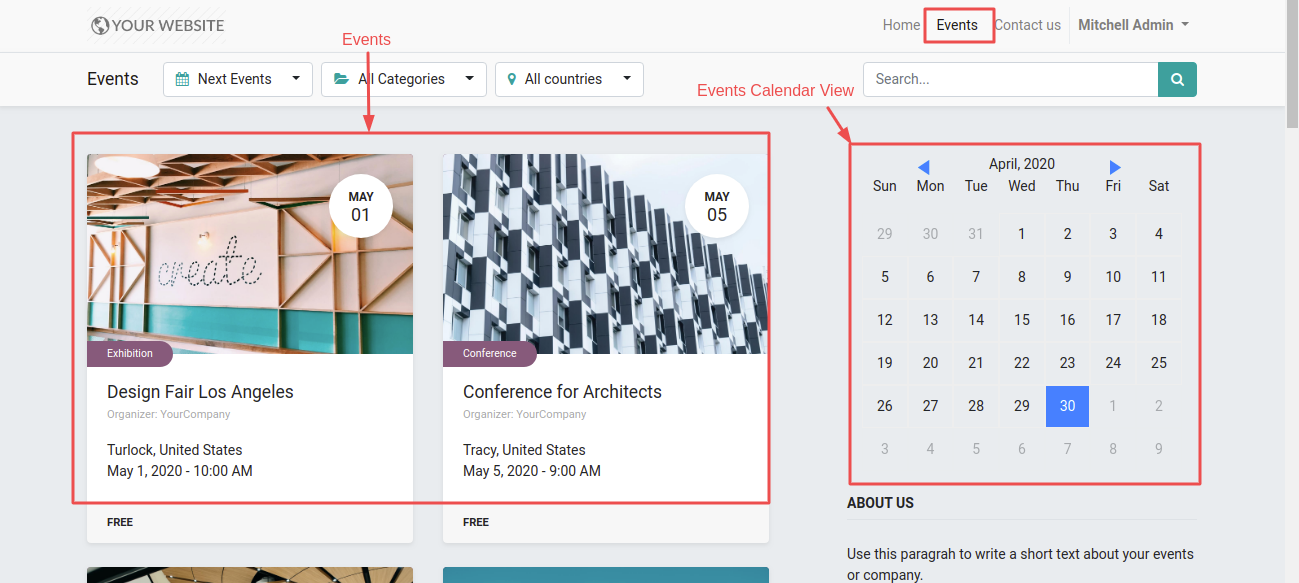 YOUR WEBSITE
Home
Events
Contact us
Mitchell Admin
Events
Events
Next Events
All Categories
All countries
Search...
Events Calendar View
MAY
01
create
Exhibition
Design Fair Los Angeles
Organizer: YourCompany
Turlock, United States
May 1, 2020 - 10:00 AM
FREE
MAY
05
Conference
Conference for Architects
Organizer: YourCompany
Tracy, United States
May 5, 2020 - 9:00 AM
FREE
April, 2020
Sun Mon Tue Wed Thu Fri Sat
29 30 31 1 2 3 4
5 6 7 8 9 10 11
12 13 14 15 16 17 18
19 20 21 22 23 24 25
26 27 28 29 30 1 2
3 4 5 6 7 8 9
ABOUT US
Use this paragrah to write a short text about your events
or company.